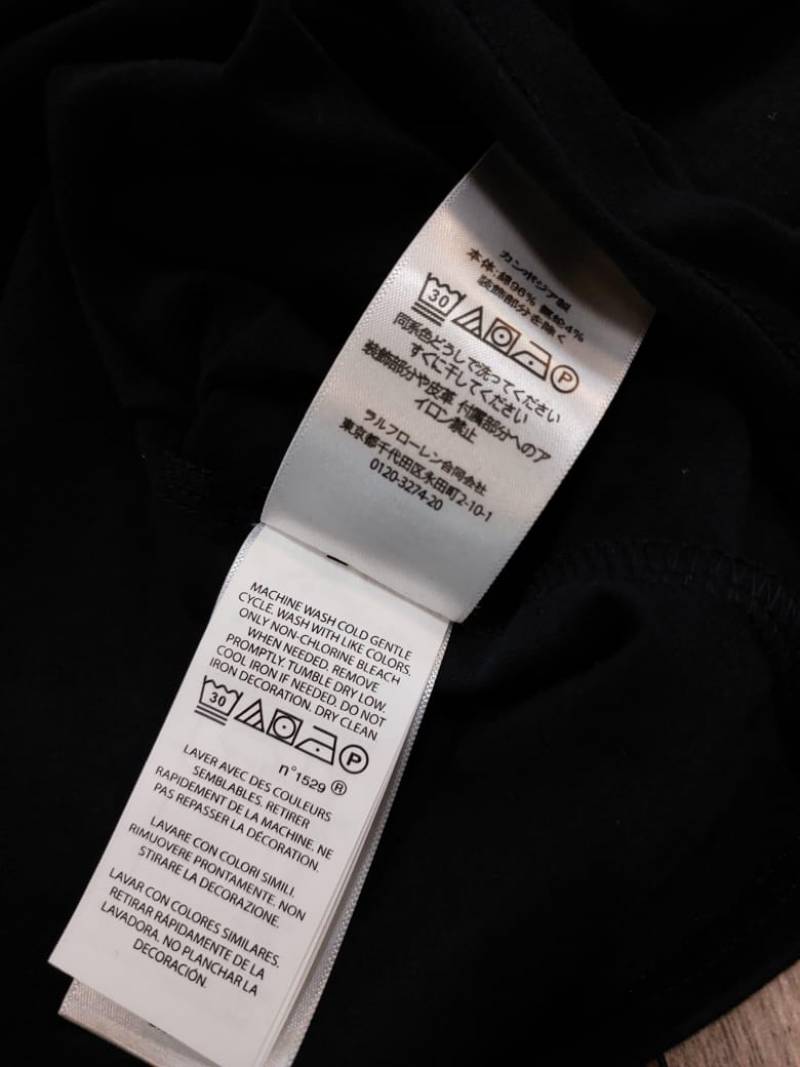 カンボジア製
本体:綿96% 麻4%
装飾部分を除く
30 P
同系色どうしで洗ってください
すぐに干してください
装飾部分や皮革 付属部分へのア
イロン禁止
ラルフローレン合同会社
東京都千代田区永田町2-10-1
0120-3274-20
MACHINE WASH COLD GENTLE
CYCLE. WASH WITH LIKE COLORS.
ONLY NON-CHLORINE BLEACH
WHEN NEEDED. REMOVE
PROMPTLY. TUMBLE DRY LOW.
COOL IRON IF NEEDED. DO NOT
IRON DECORATION. DRY CLEAN
30 P
n°1529 ®
LAVER AVEC DES COULEURS
SEMBLABLES. RETIRER
RAPIDEMENT DE LA MACHINE. NE
PAS REPASSER LA DÉCORATION.
LAVARE CON COLORI SIMILI.
RIMUOVERE PRONTAMENTE. NON
STIRARE LA DECORAZIONE.
LAVAR CON COLORES SIMILARES.
RETIRAR RÁPIDAMENTE DE LA
LAVADORA. NO PLANCHAR LA
DECORACIÓN.